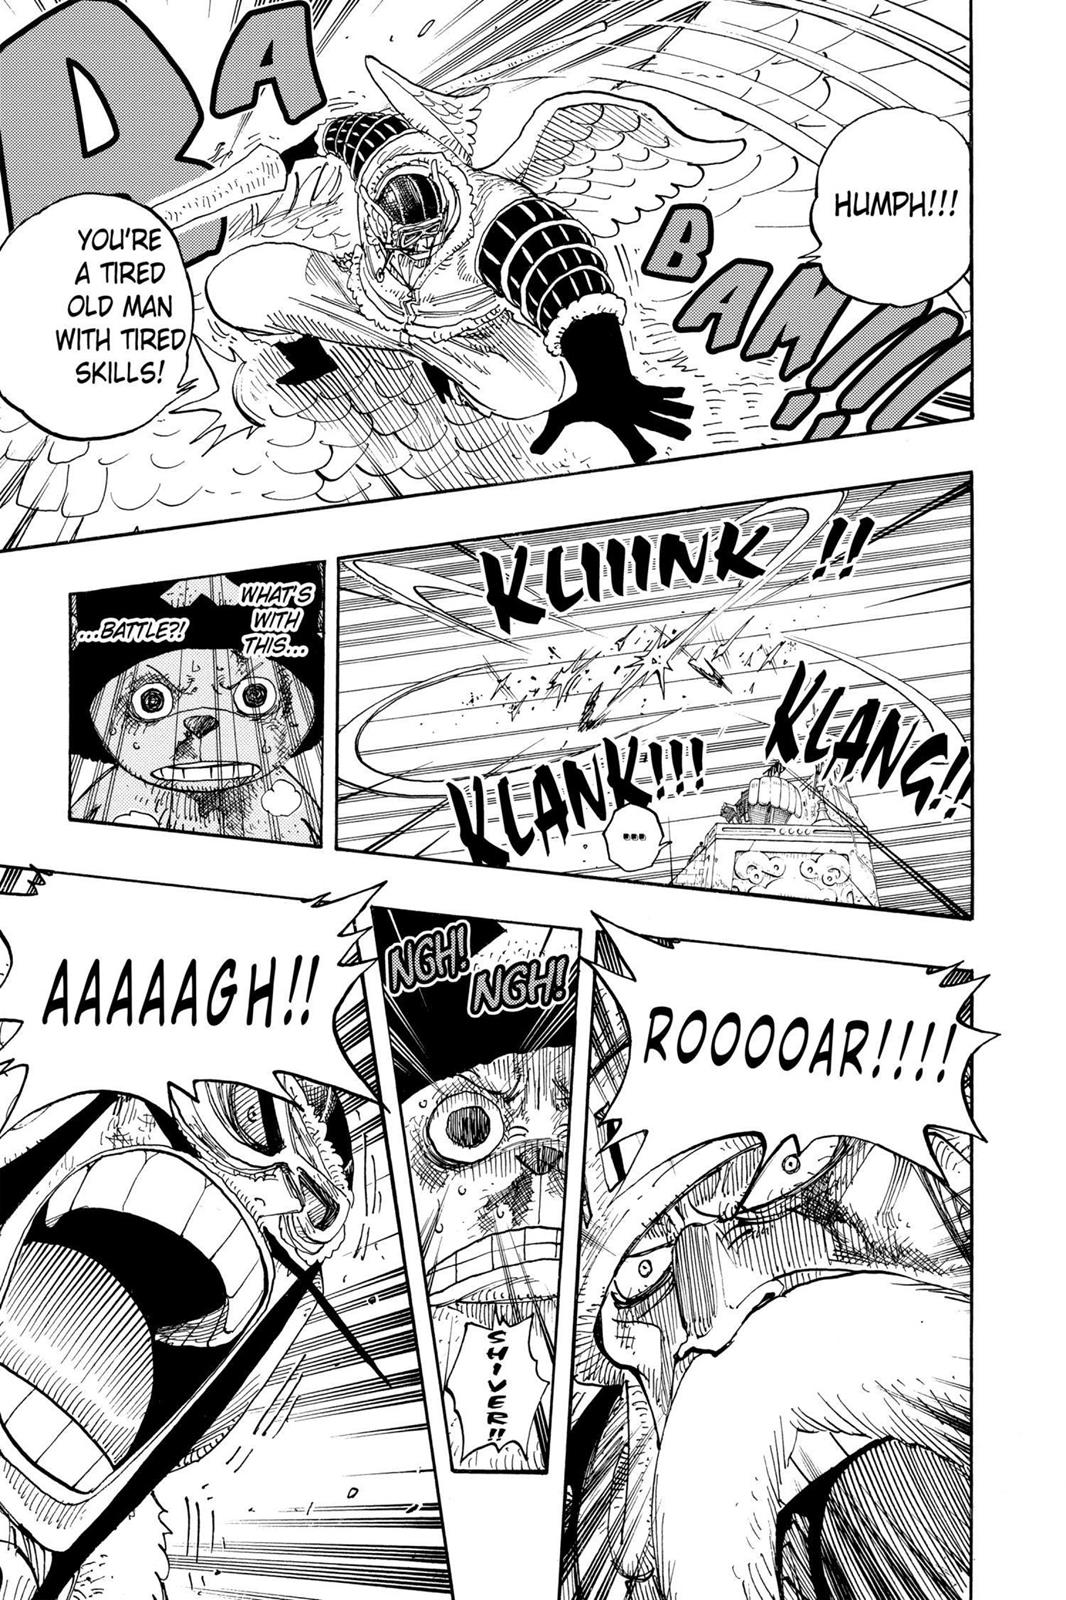 HUMPH!!!
BA
DA
BAM!!!
YOU'RE
A TIRED
OLD MAN
WITH TIRED
SKILLS!
KLIIINK!!
KLANG!!
KLANK!!!
...
WHAT'S
WITH
THIS...
...BATTLE?!
ROOOOAR!!!!
NGH!
NGH!
SHIVER!!
AAAAAGH!!